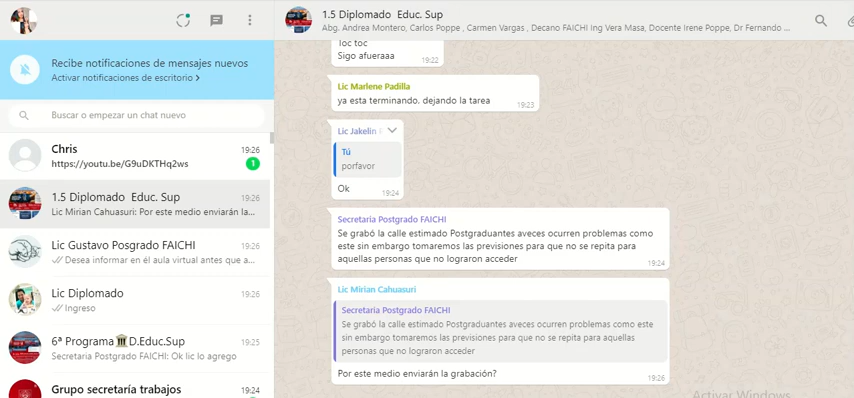 Recibe notificaciones de mensajes nuevos
Activar notificaciones de escritorio >
Buscar o empezar un chat nuevo
Chris 19:26
https://youtu.be/G9uDKTHq2ws 1
1.5 Diplomado Educ. Sup 19:26
Lic Mirian Cahuasuri: Por este medio enviarán la...
Lic Gustavo Posgrado FAICHI 19:26
Desea informar en él aula virtual antes que a...
Lic Diplomado 19:26
Ingreso
6ª Programa🏛D.Educ.Sup 19:25
Secretaria Postgrado FAICHI: Ok lic lo agrego
Grupo secretaría trabajos 19:24
1.5 Diplomado Educ. Sup
Abg. Andrea Montero, Carlos Poppe , Carmen Vargas , Decano FAICHI Ing Vera Masa, Docente Irene Poppe, Dr Fernando ...
Toc toc
Sigo afueraaa
19:22
Lic Marlene Padilla
ya esta terminando. dejando la tarea
19:23
Lic Jakelin
Tú
porfavor
Ok
19:24
Secretaria Postgrado FAICHI
Se grabó la calle estimado Postgraduantes aveces ocurren problemas como
este sin embargo tomaremos las previsiones para que no se repita para
aquellas personas que no lograron acceder
19:24
Lic Mirian Cahuasuri
Secretaria Postgrado FAICHI
Se grabó la calle estimado Postgraduantes aveces ocurren problemas como este
sin embargo tomaremos las previsiones para que no se repita para aquellas
personas que no lograron acceder
Por este medio enviarán la grabación?
19:26
Activar Windows